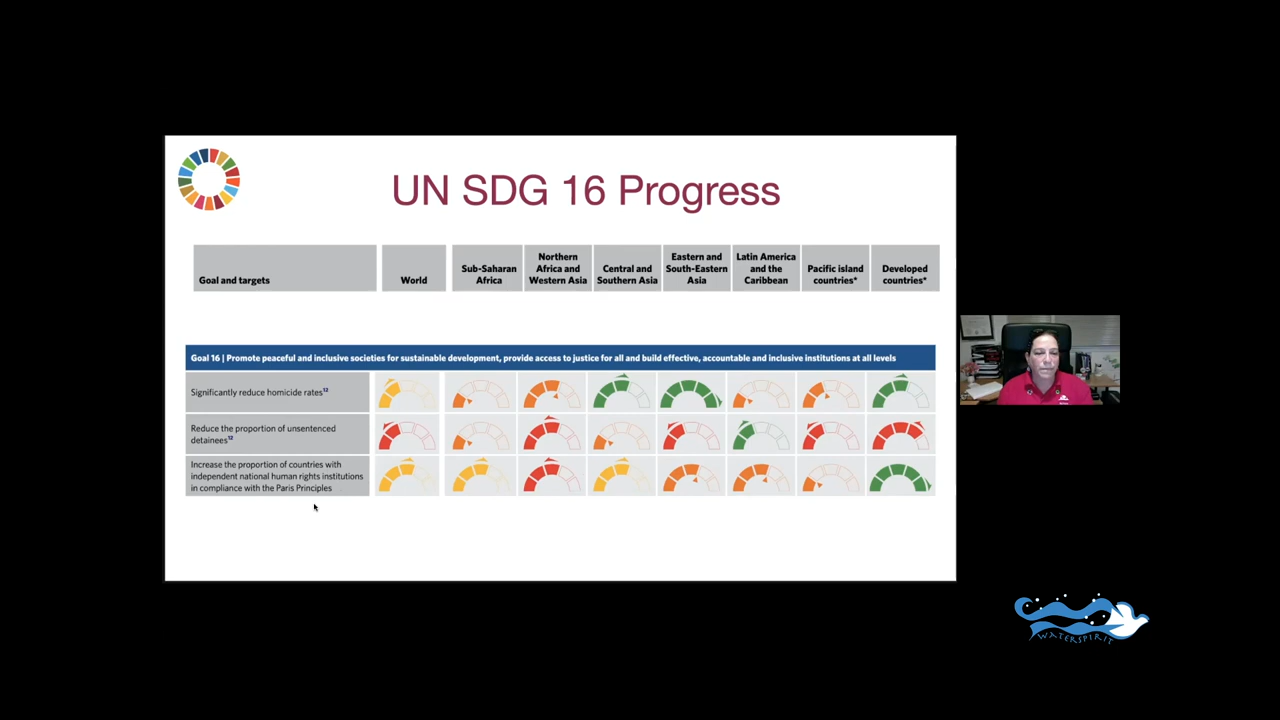 UN SDG 16 Progress
Goal and targets
World
Sub-Saharan
Africa
Northern
Africa and
Western Asia
Central and
Southern Asia
Eastern and
South-Eastern
Asia
Latin America
and the
Caribbean
Pacific island
countries*
Developed
countries*
Goal 16 | Promote peaceful and inclusive societies for sustainable development, provide access to justice for all and build effective, accountable and inclusive institutions at all levels
Significantly reduce homicide rates¹²
Reduce the proportion of unsentenced
detainees¹²
Increase the proportion of countries with
independent national human rights institutions
in compliance with the Paris Principles
WATERSPIRIT